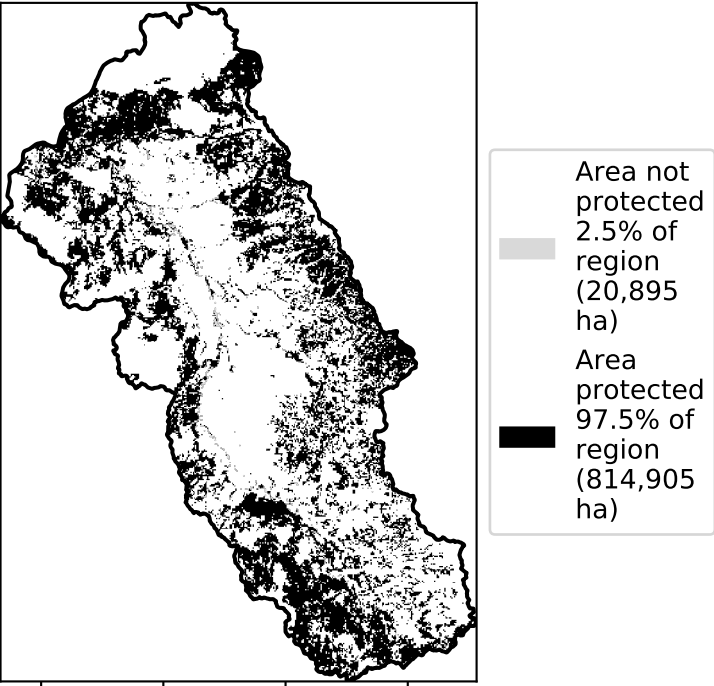 Area not
protected
2.5% of
region
(20,895
ha)
Area
protected
97.5% of
region
(814,905
ha)